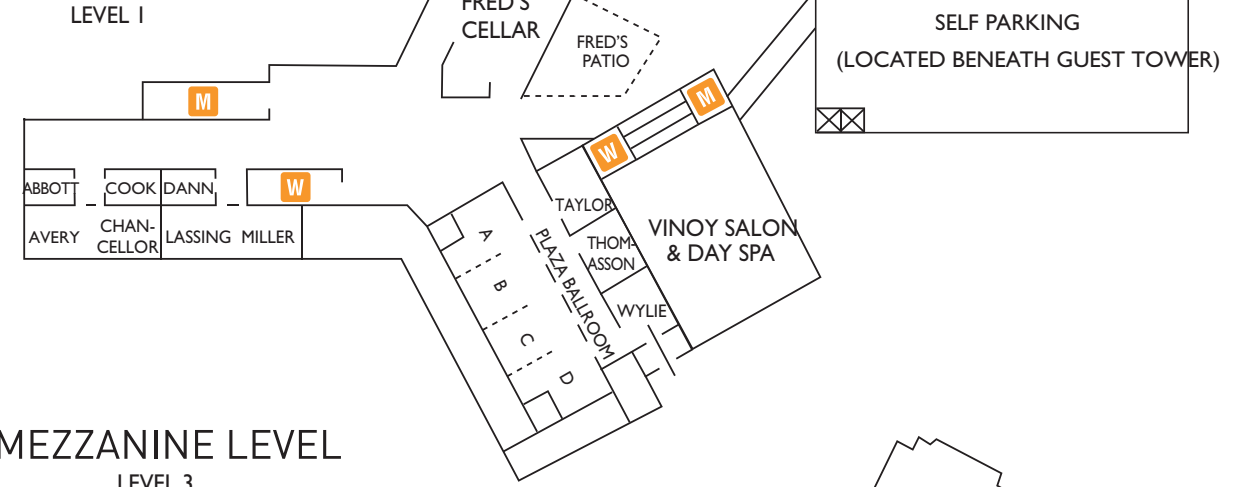 LEVEL 1
FRED'S
CELLAR
FRED'S
PATIO
SELF PARKING
(LOCATED BENEATH GUEST TOWER)
M
M
W
ABBOTT
COOK
DANN
W
AVERY
CHAN-
CELLOR
LASSING
MILLER
TAYLOR
THOM-
ASSON
WYLIE
VINOY SALON
& DAY SPA
PLAZA BALLROOM
A
B
C
D
MEZZANINE LEVEL
LEVEL 3